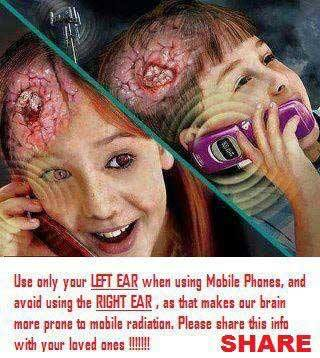 Use only your LEFT EAR when using Mobile Phones, and
avoid using the RIGHT EAR , as that makes our brain
more prone to mobile radiation. Please share this info
with your loved ones !!!!!!! SHARE